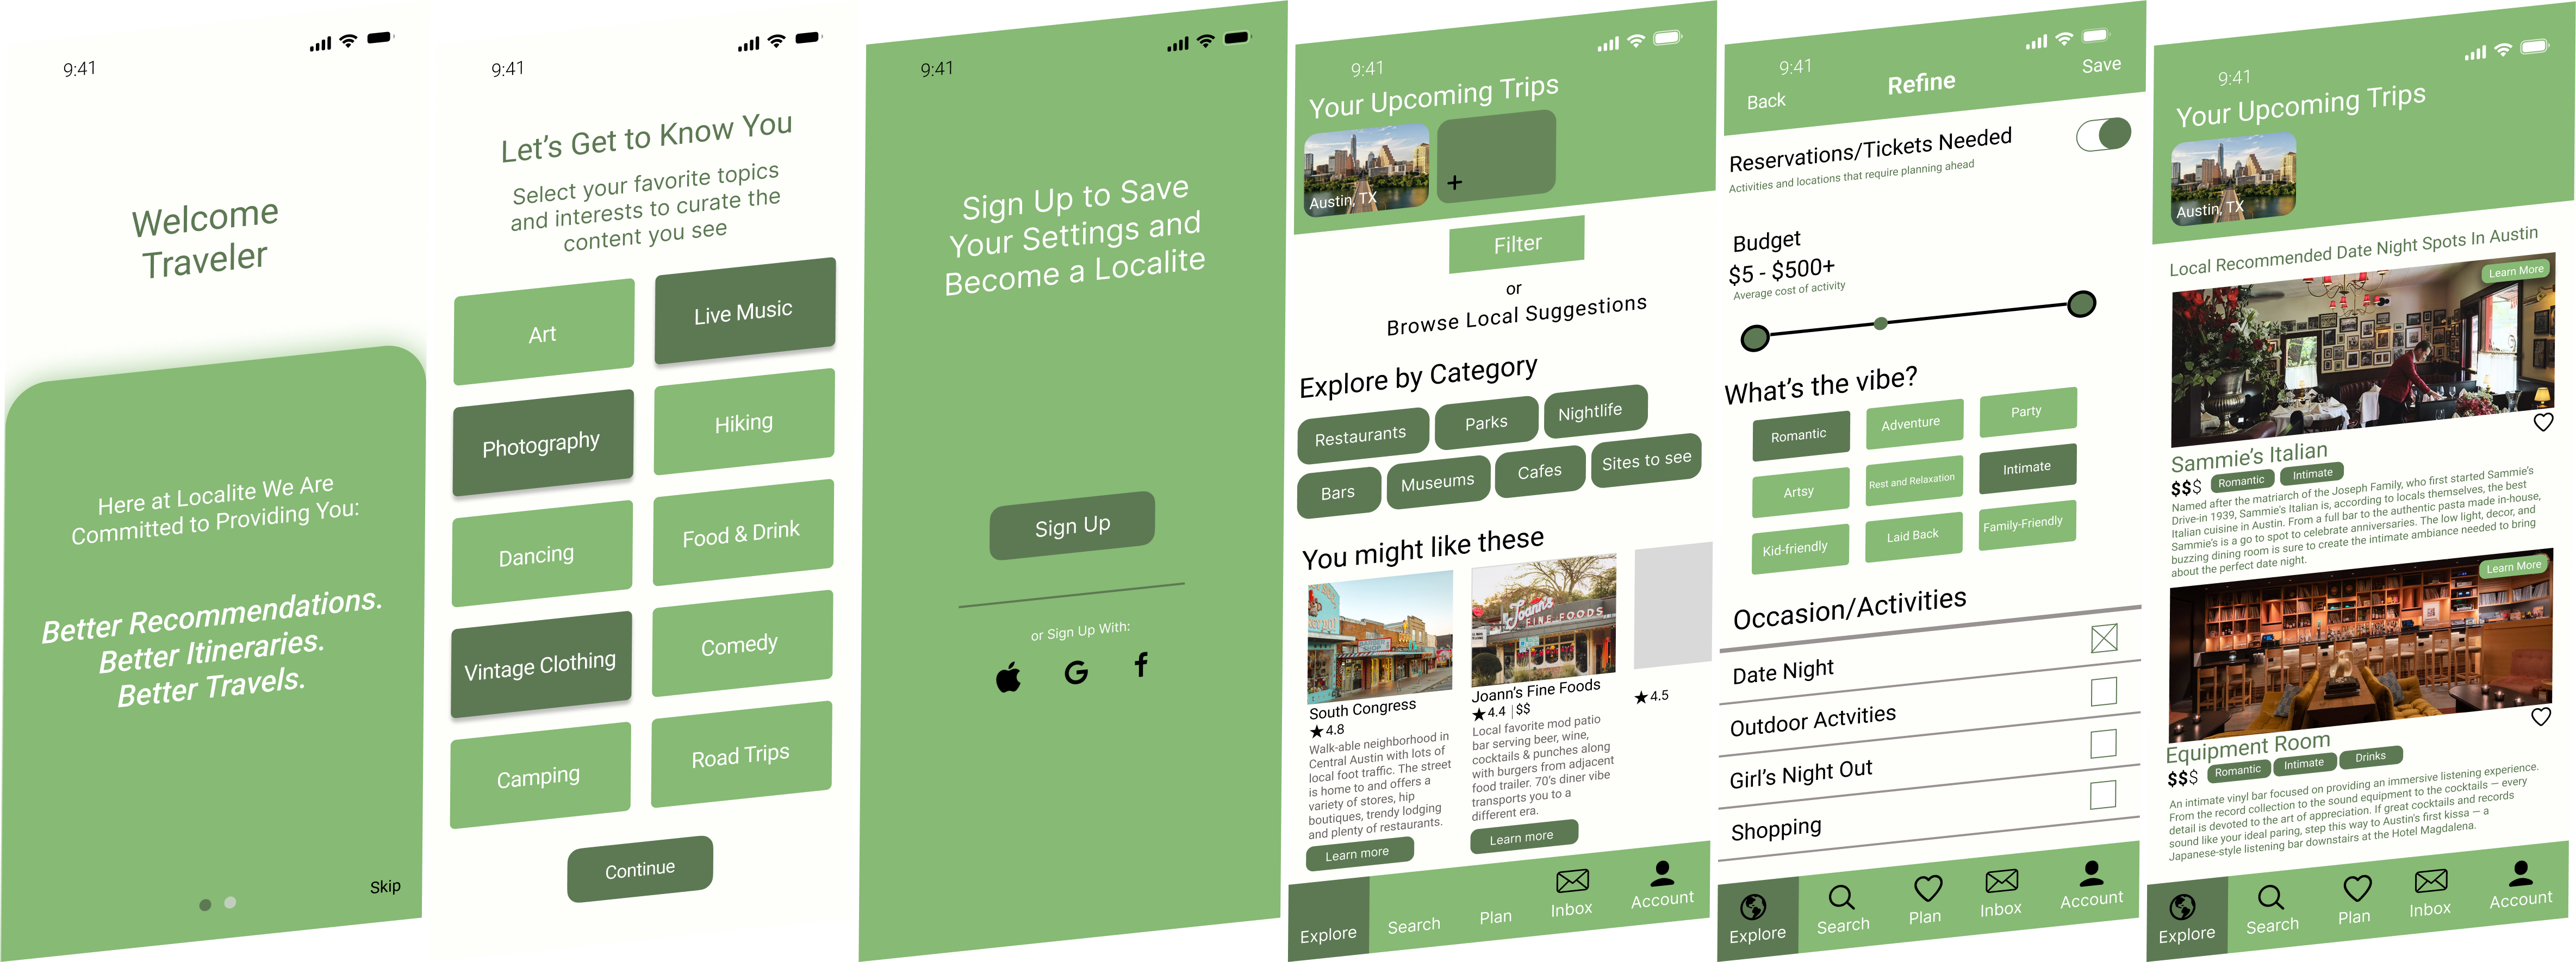 9:41
Welcome
Traveler
Here at Localite We Are
Committed to Providing You:
Better Recommendations.
Better Itineraries.
Better Travels.
Skip
9:41
Let's Get to Know You
Select your favorite topics
and interests to curate the
content you see
Art
Live Music
Photography
Hiking
Dancing
Food & Drink
Vintage Clothing
Comedy
Camping
Road Trips
Continue
9:41
Sign Up to Save
Your Settings and
Become a Localite
Sign Up
or Sign Up With:
9:41
Your Upcoming Trips
Austin, TX
+
Filter
or
Browse Local Suggestions
Explore by Category
Restaurants
Parks
Nightlife
Bars
Museums
Cafes
Sites to see
You might like these
Joann's
FINE FOODS
South Congress
★4.8
Walk-able neighborhood in
Central Austin with lots of
local foot traffic. The street
is home to and offers a
variety of stores, hip
boutiques, trendy lodging
and plenty of restaurants.
Learn more
Joann's Fine Foods
★4.4 | $$
Local favorite mod patio
bar serving beer, wine,
cocktails & punches along
with burgers from adjacent
food trailer. 70's diner vibe
transports you to a
different era.
Learn more
★4.5
Explore
Search
Plan
Inbox
Account
9:41
Back
Refine
Save
Reservations/Tickets Needed
Activities and locations that require planning ahead
Budget
$5 - $500+
Average cost of activity
What's the vibe?
Romantic
Adventure
Party
Artsy
Rest and Relaxation
Intimate
Kid-friendly
Laid Back
Family-Friendly
Occasion/Activities
Date Night
Outdoor Actvities
Girl's Night Out
Shopping
Explore
Search
Plan
Inbox
Account
9:41
Your Upcoming Trips
Austin, TX
Local Recommended Date Night Spots In Austin
Learn More
Sammie's Italian
$$$
Romantic
Intimate
Named after the matriarch of the Joseph Family, who first started Sammie's
Drive-in 1939, Sammie's Italian is, according to locals themselves, the best
Italian cuisine in Austin. From a full bar to the authentic pasta made in-house,
Sammie's is a go to spot to celebrate anniversaries. The low light, decor, and
buzzing dining room is sure to create the intimate ambiance needed to bring
about the perfect date night.
Learn More
Equipment Room
$$$
Romantic
Intimate
Drinks
An intimate vinyl bar focused on providing an immersive listening experience.
From the record collection to the sound equipment to the cocktails — every
detail is devoted to the art of appreciation. If great cocktails and records
sound like your ideal paring, step this way to Austin's first kissa — a
Japanese-style listening bar downstairs at the Hotel Magdalena.
Explore
Search
Plan
Inbox
Account